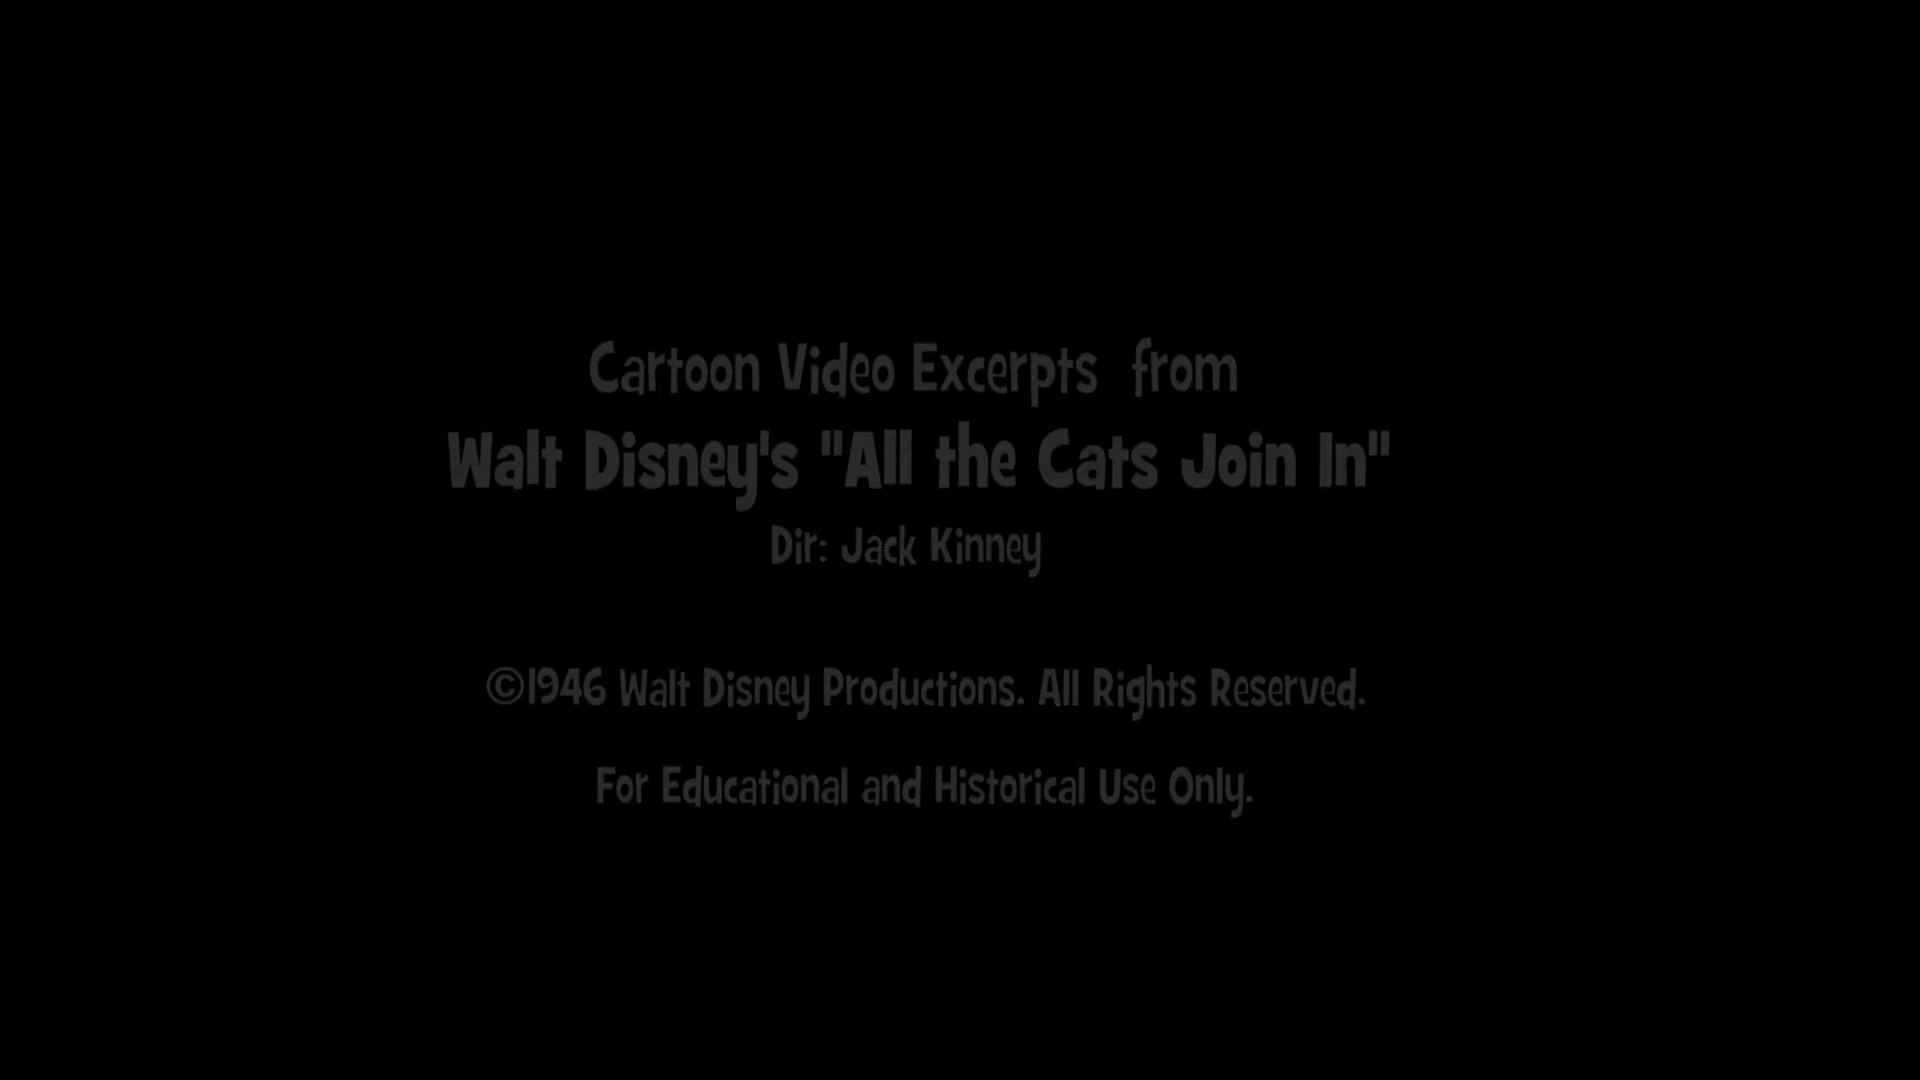 Cartoon Video Excerpts from
Walt Disney's "All the Cats Join In"
Dir: Jack Kinney
©1946 Walt Disney Productions. All Rights Reserved.
For Educational and Historical Use Only.